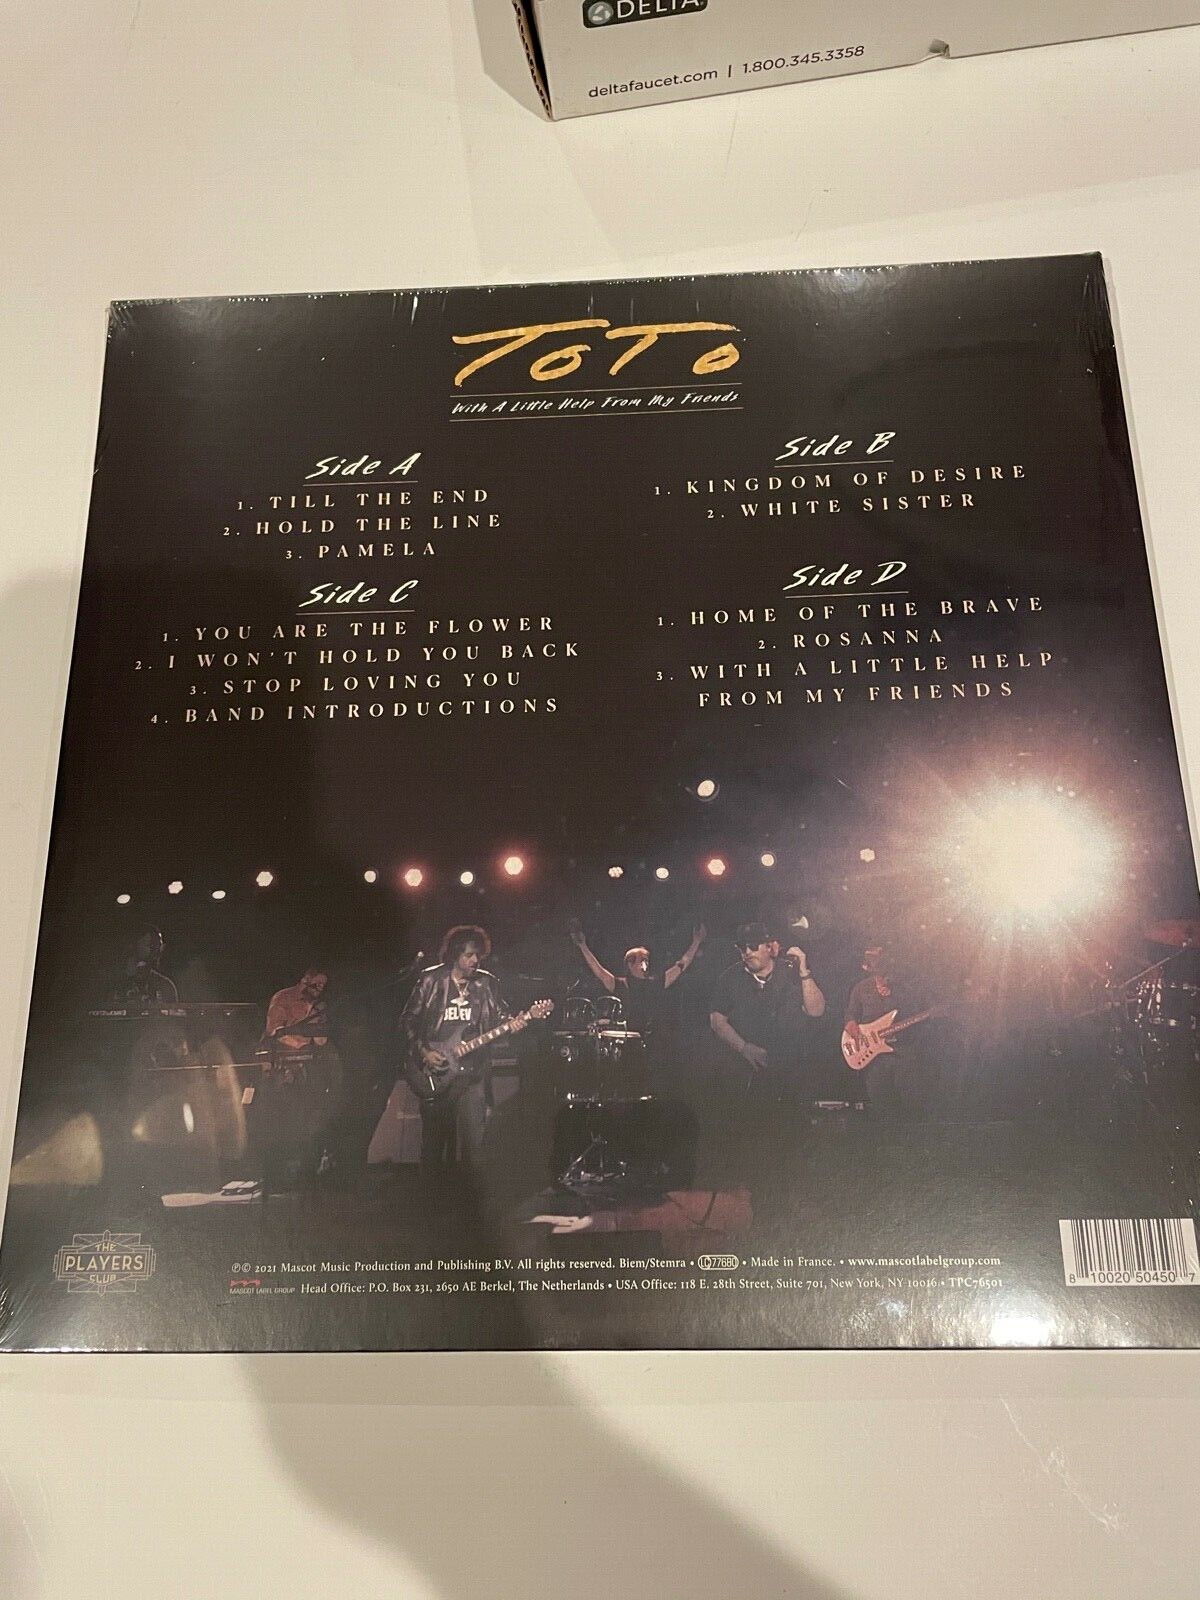 DELTA
deltafaucet.com | 1.800.345.3358
TOTO
With A Little Help From My Friends
Side A
1. TILL THE END
2. HOLD THE LINE
3. PAMELA
Side B
1. KINGDOM OF DESIRE
2. WHITE SISTER
Side C
1. YOU ARE THE FLOWER
2. I WON'T HOLD YOU BACK
3. STOP LOVING YOU
4. BAND INTRODUCTIONS
Side D
1. HOME OF THE BRAVE
2. ROSANNA
3. WITH A LITTLE HELP
FROM MY FRIENDS
THE
PLAYERS
CLUB
℗© 2021 Mascot Music Production and Publishing B.V. All rights reserved. Biem/Stemra • LC77680 • Made in France. • www.mascotlabelgroup.com
MASCOT LABEL GROUP Head Office: P.O. Box 231, 2650 AE Berkel, The Netherlands • USA Office: 118 E. 28th Street, Suite 701, New York, NY 10016 • TPC76501
8 10020 50450 7